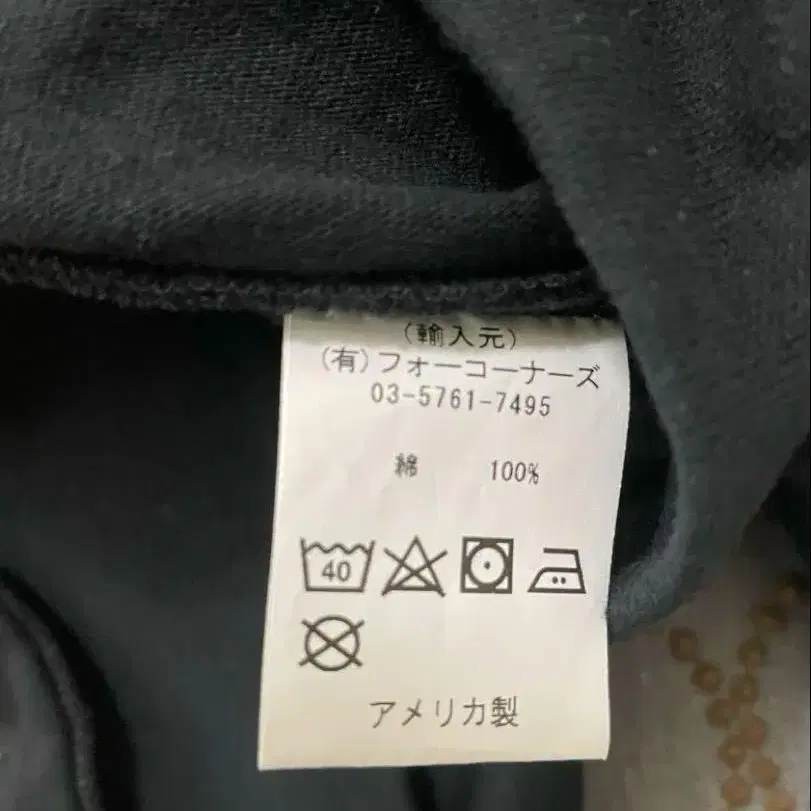 (輸入元)
(有)フォーコーナーズ
03-5761-7495
綿 100%
40
アメリカ製